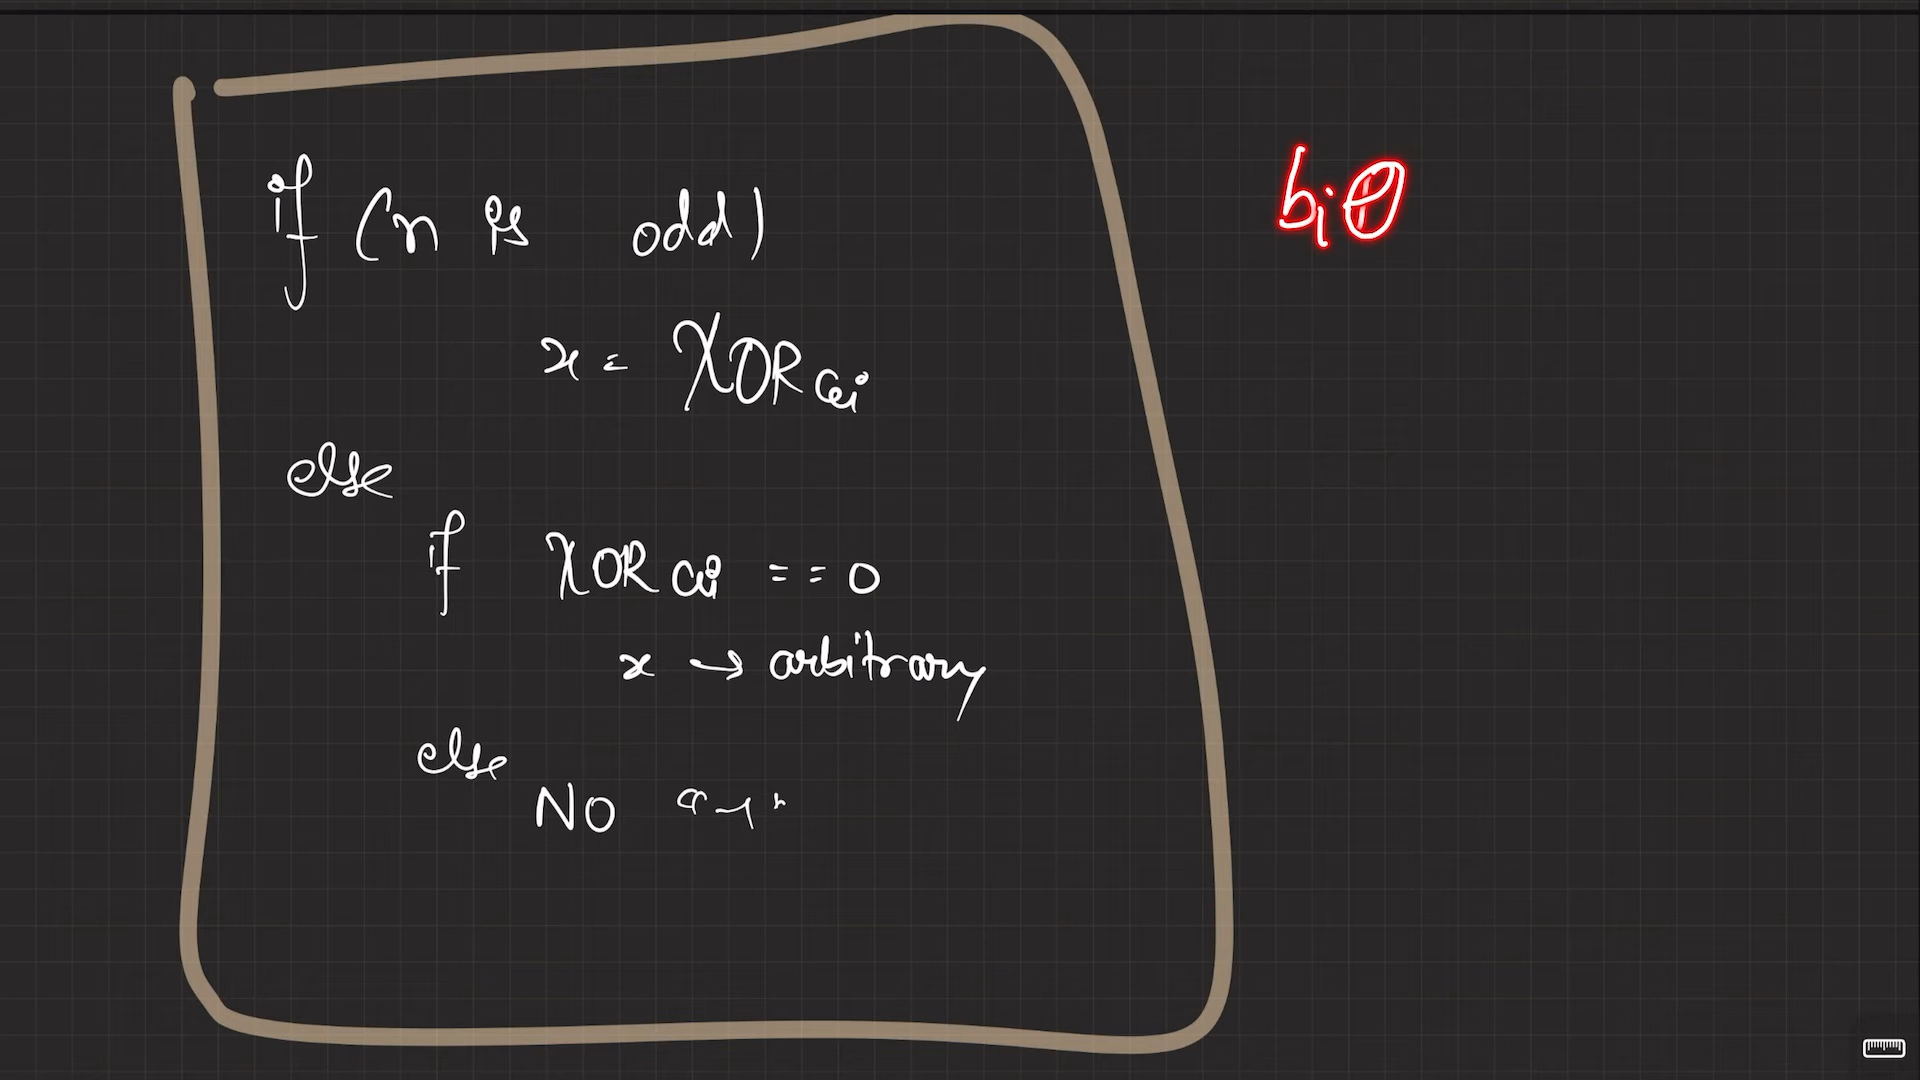 if (n is odd)
x = XOR ai
else
if XOR ai == 0
x → arbitrary
else
NO
bi⊕